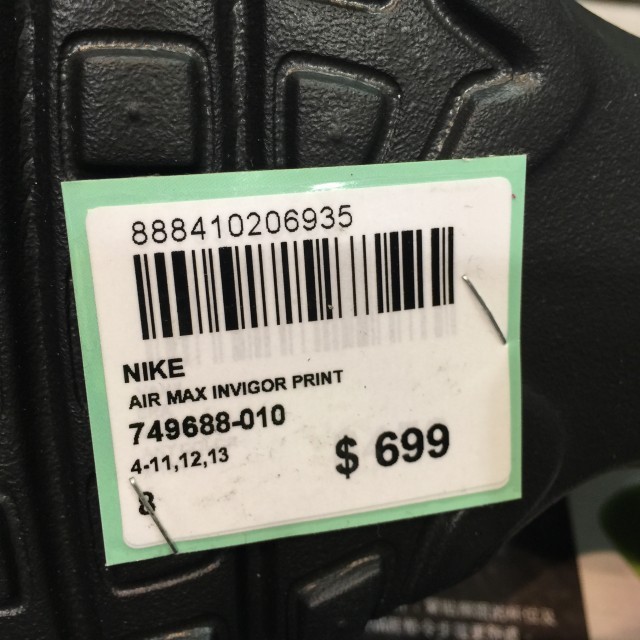 888410206935
NIKE
AIR MAX INVIGOR PRINT
749688-010
4-11,12,13
$ 699
8